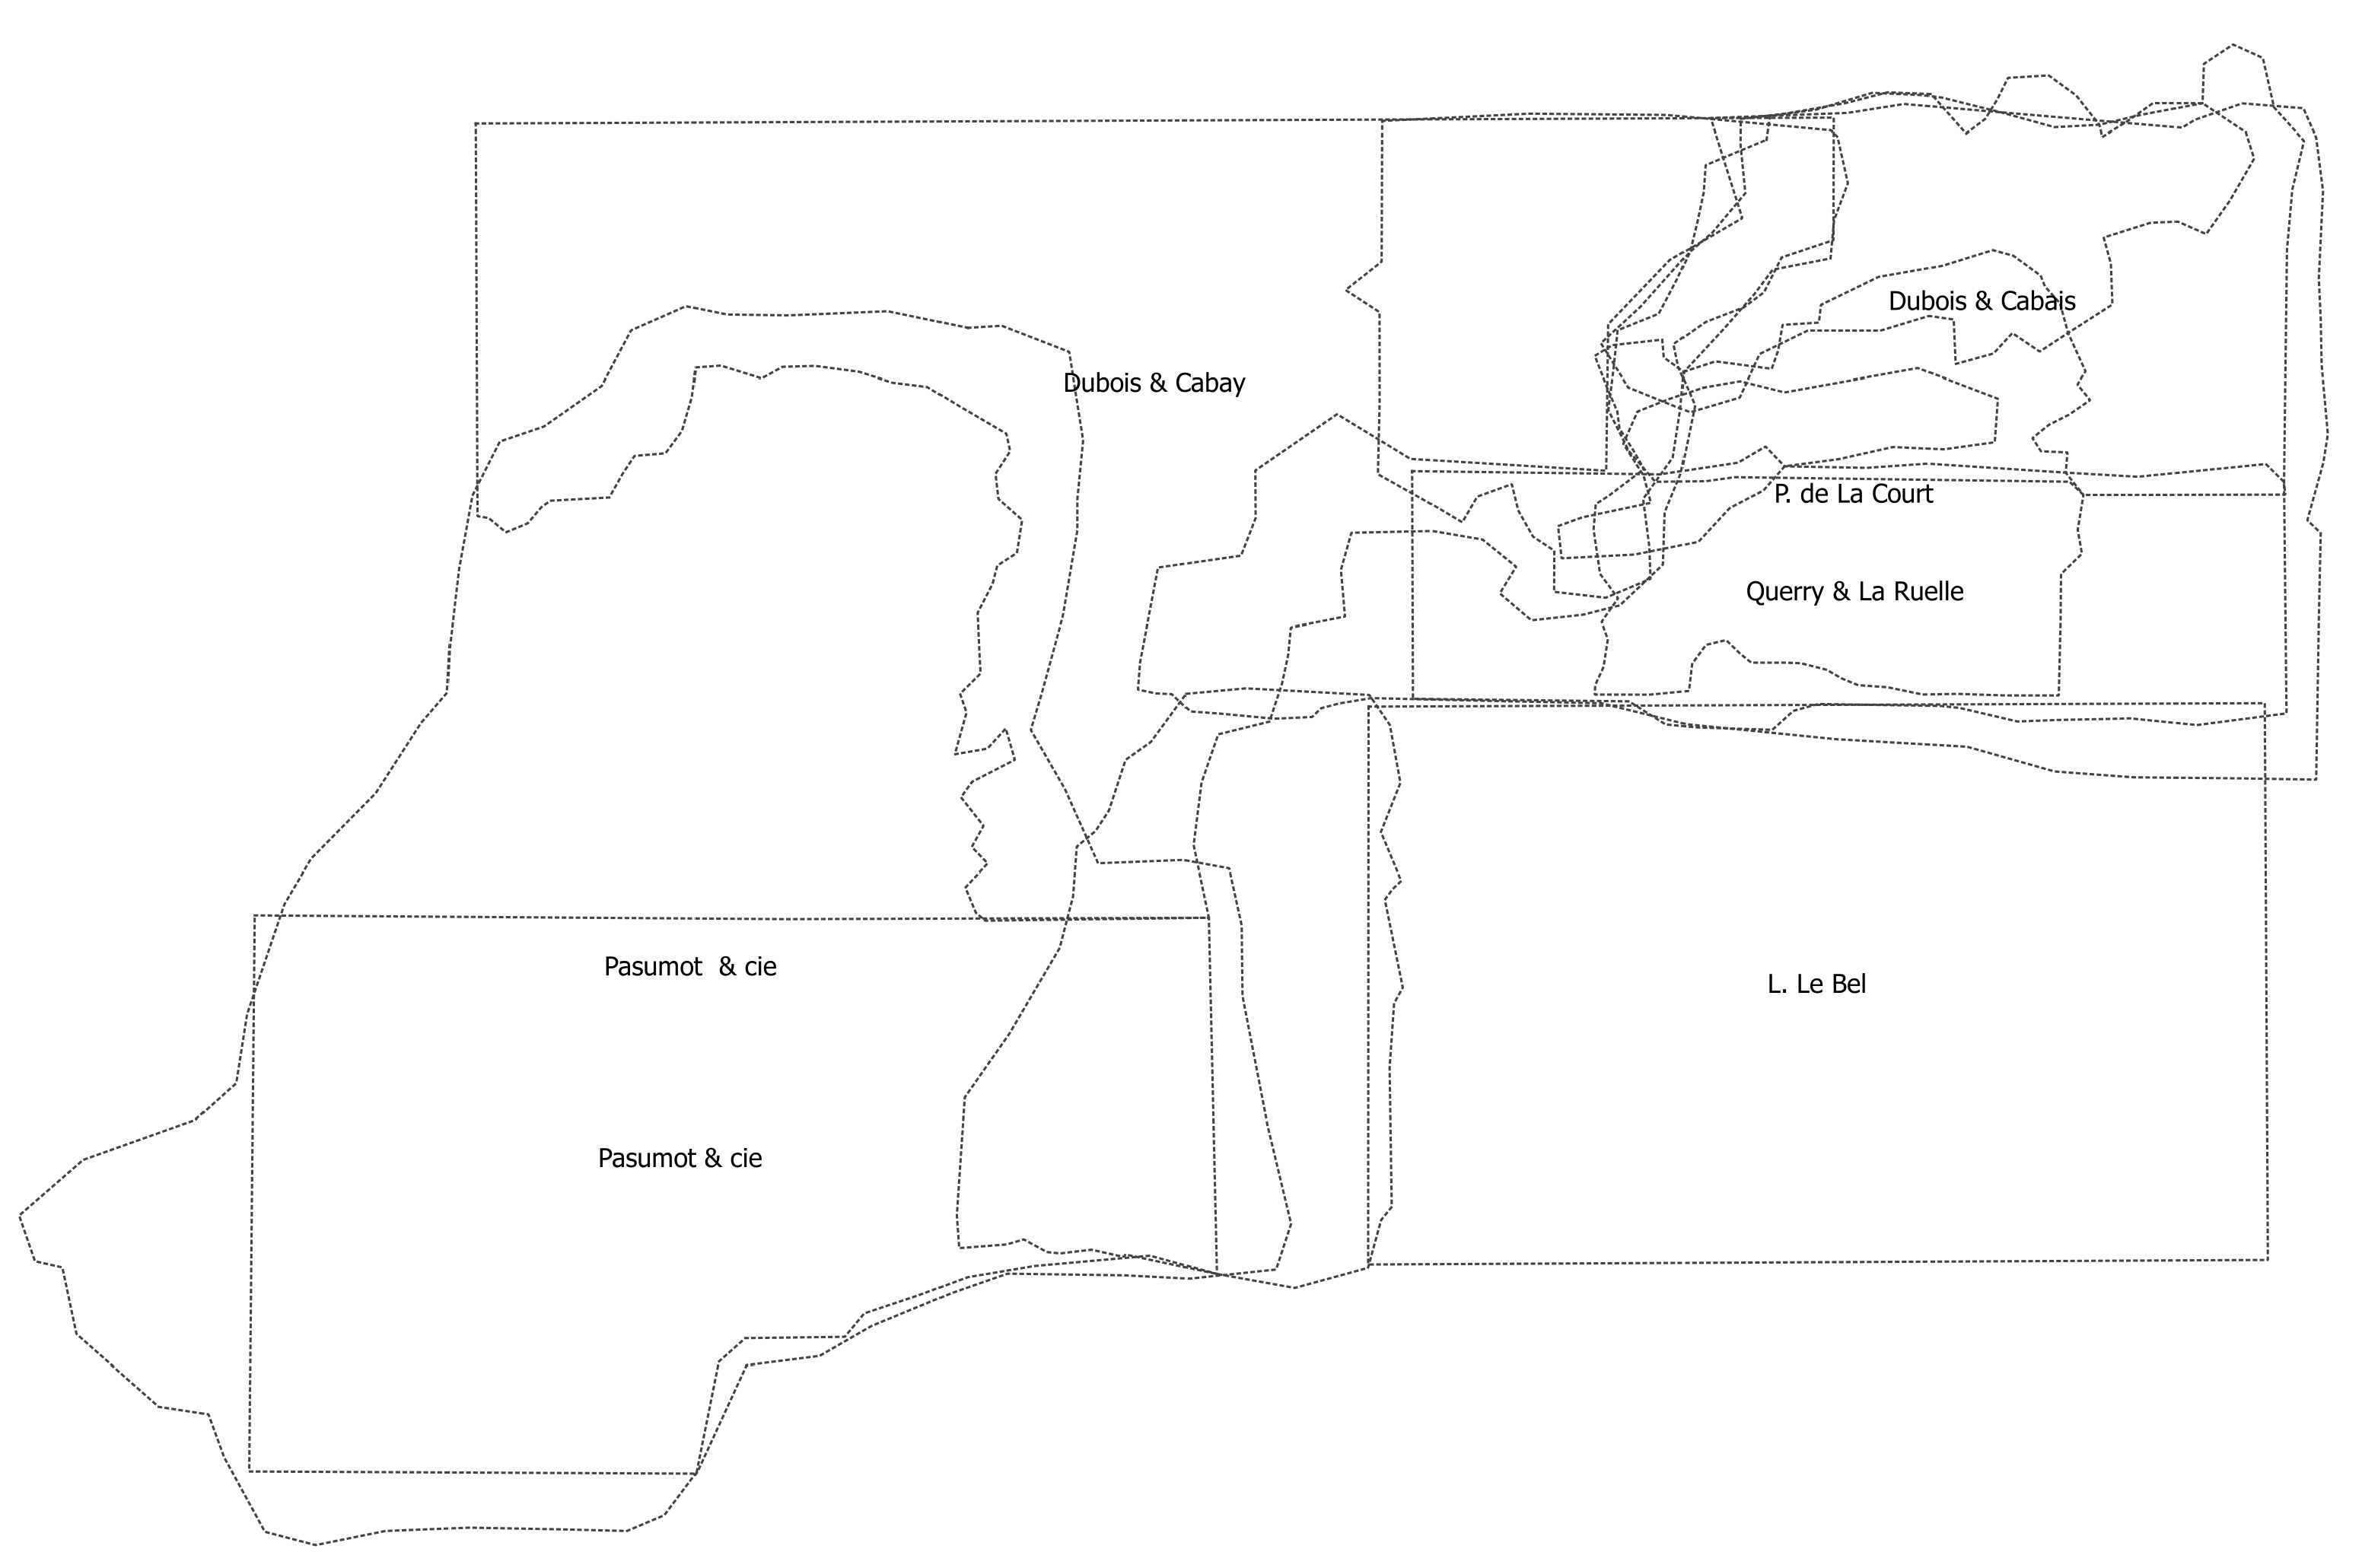 Dubois & Cabais
Dubois & Cabay
P. de La Court
Querry & La Ruelle
Pasumot & cie
L. Le Bel
Pasumot & cie